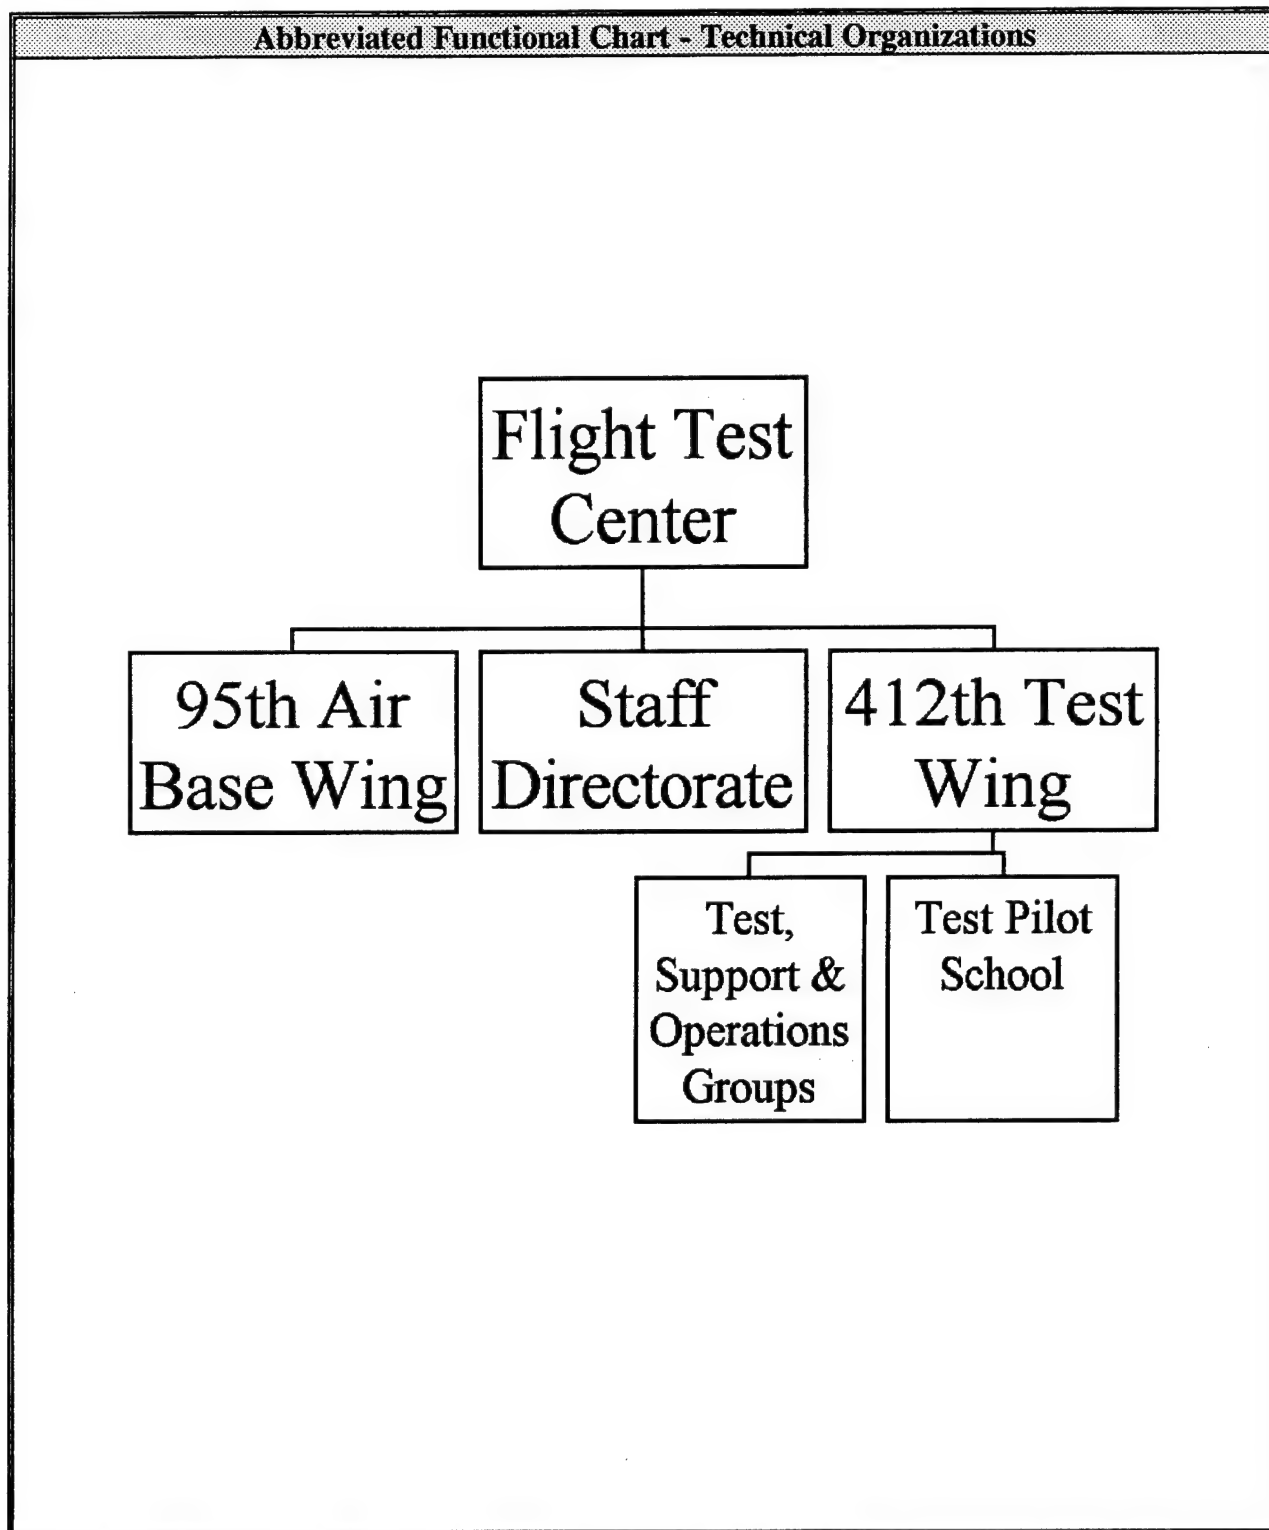 Abbreviated Functional Chart - Technical Organizations
Flight Test
Center
95th Air
Base Wing
Staff
Directorate
412th Test
Wing
Test,
Support &
Operations
Groups
Test Pilot
School